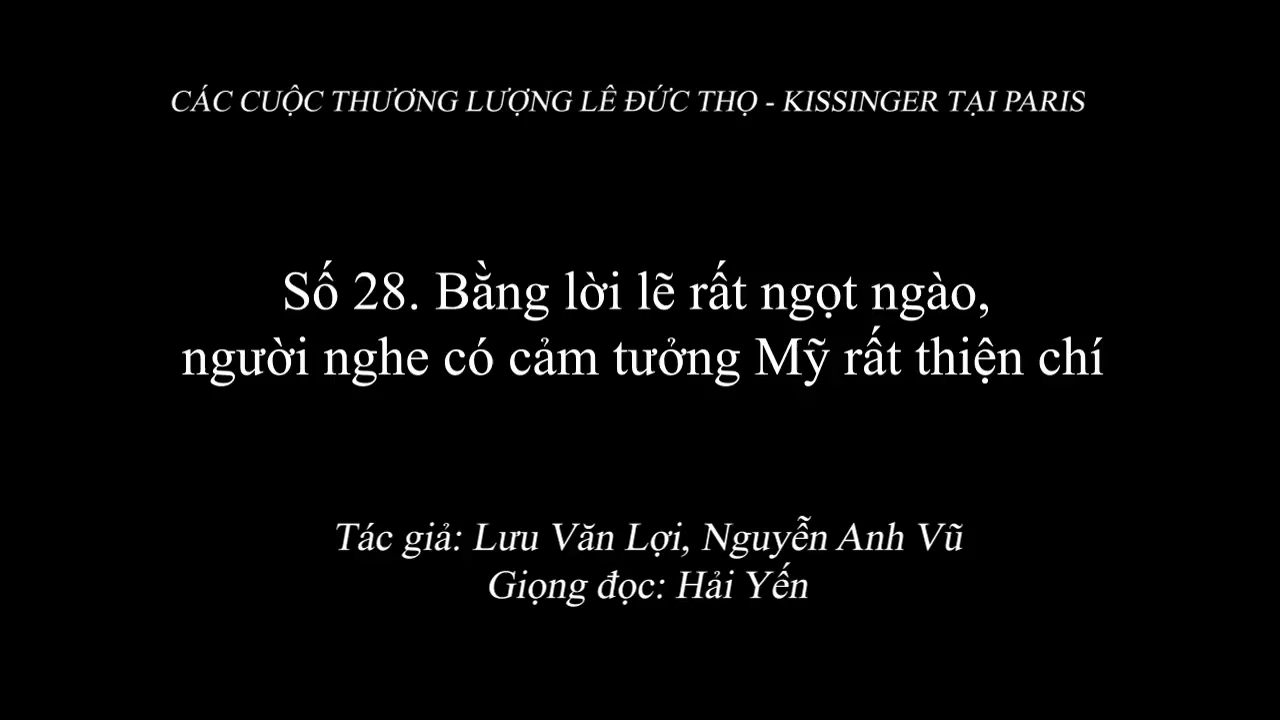 CÁC CUỘC THƯƠNG LƯỢNG LÊ ĐỨC THỌ - KISSINGER TẠI PARIS
Số 28. Bằng lời lẽ rất ngọt ngào,
người nghe có cảm tưởng Mỹ rất thiện chí
Tác giả: Lưu Văn Lợi, Nguyễn Anh Vũ
Giọng đọc: Hải Yến